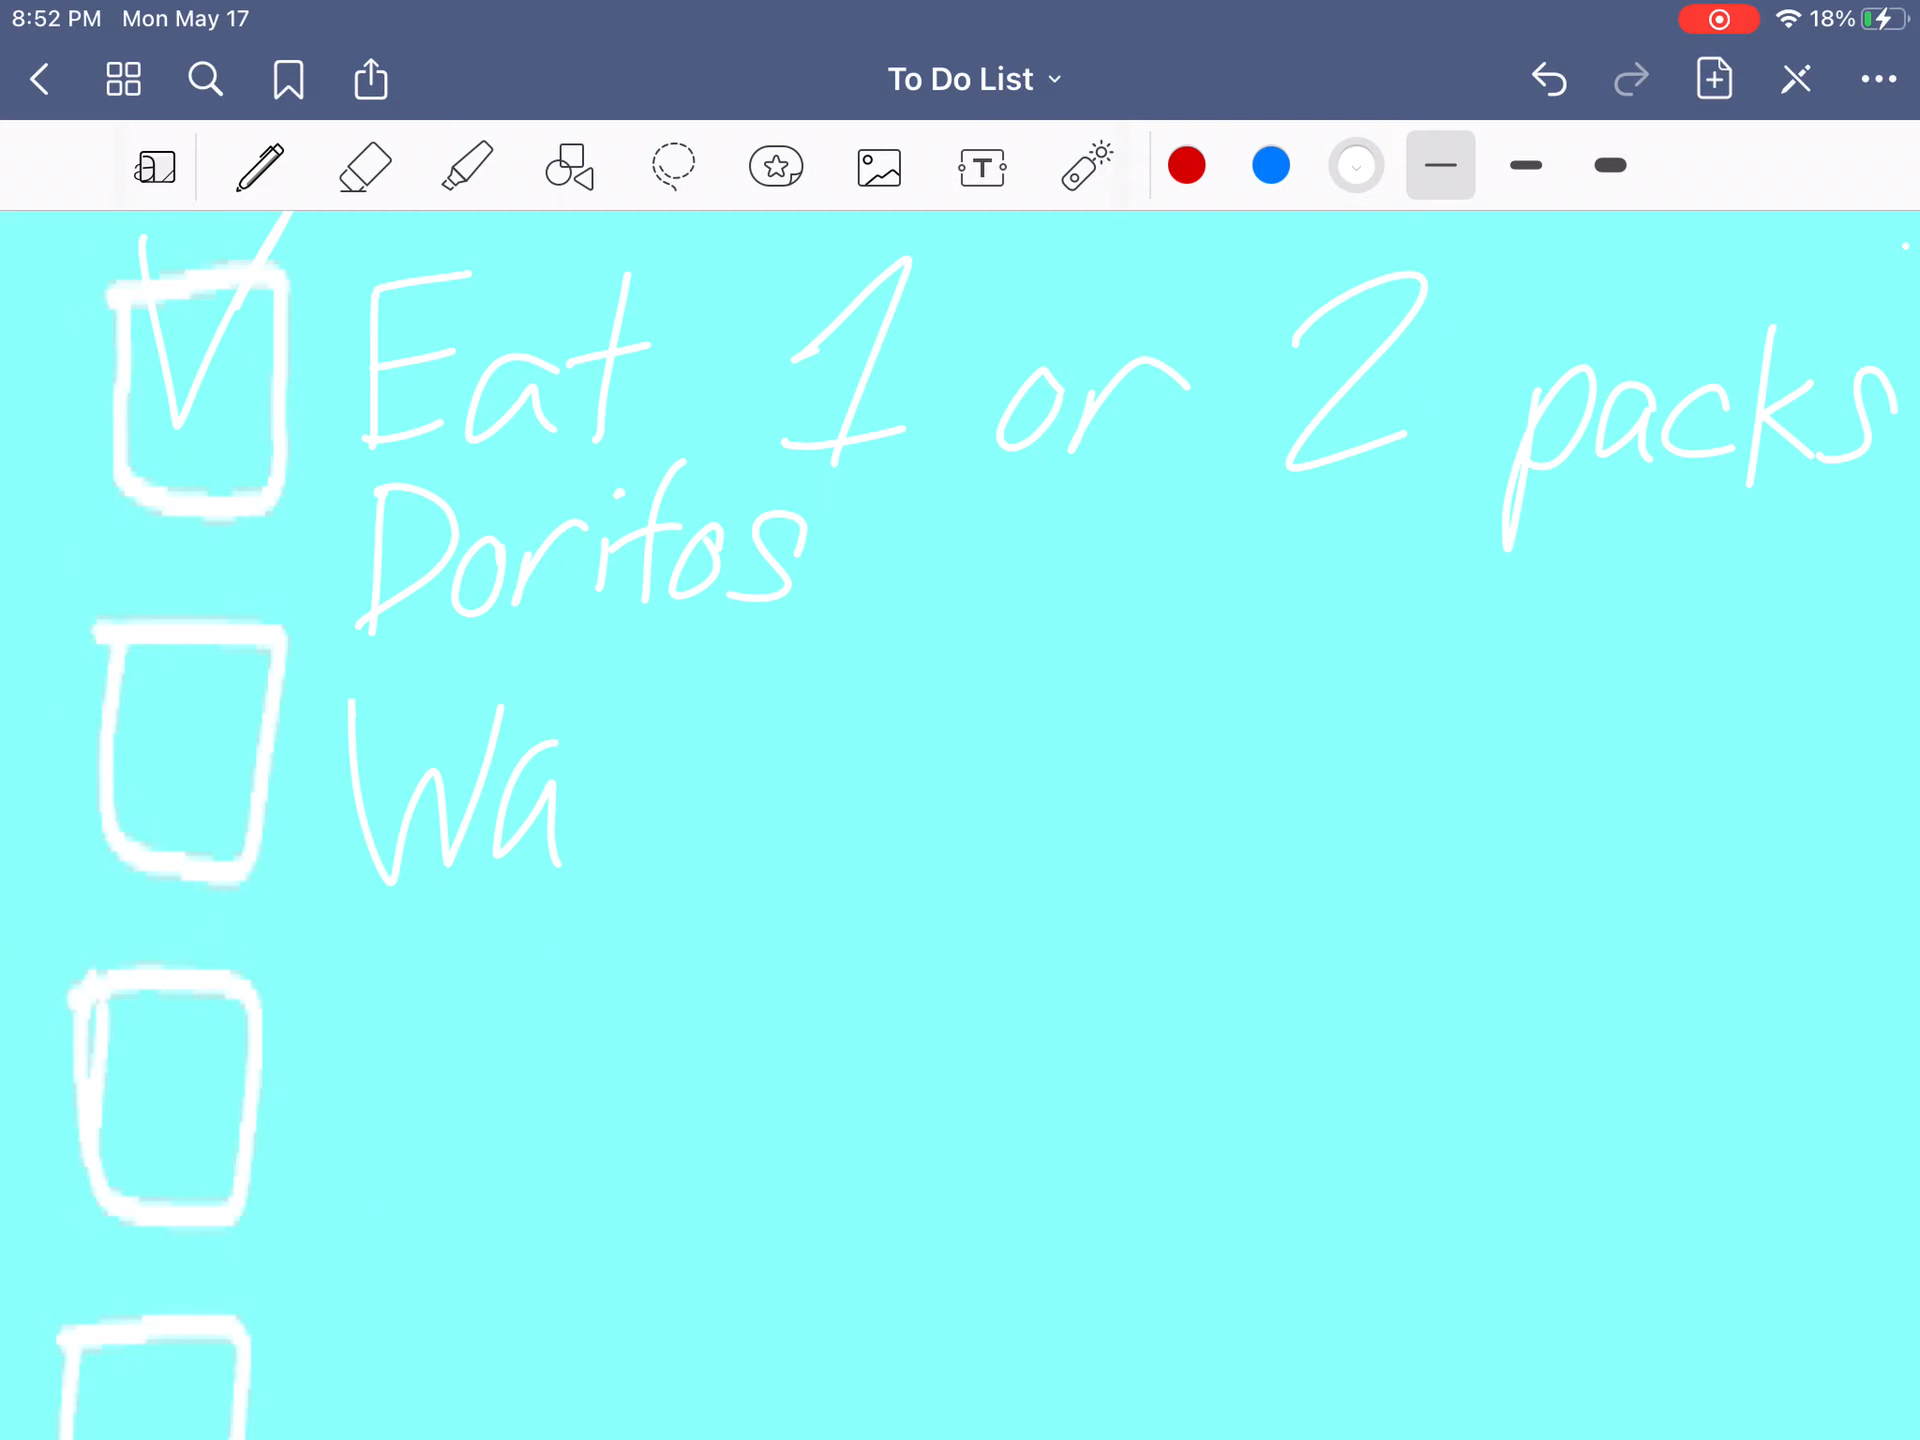 8:52 PM Mon May 17
18%
To Do List
T
Eat 1 or 2 packs
Doritos
Wa